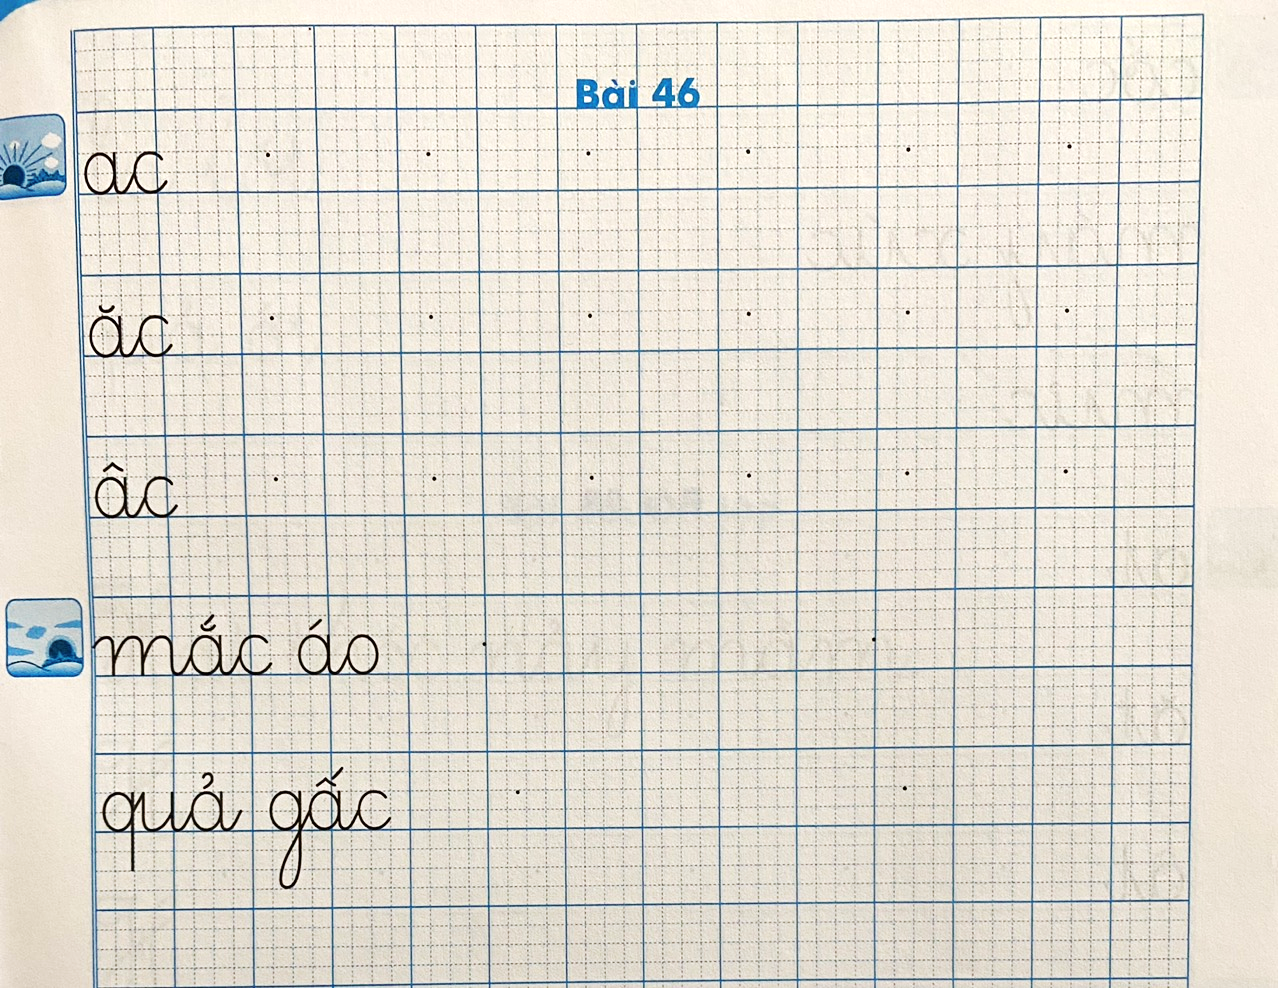 Bài 46
ac
ăc
âc
mắc áo
quả gấc